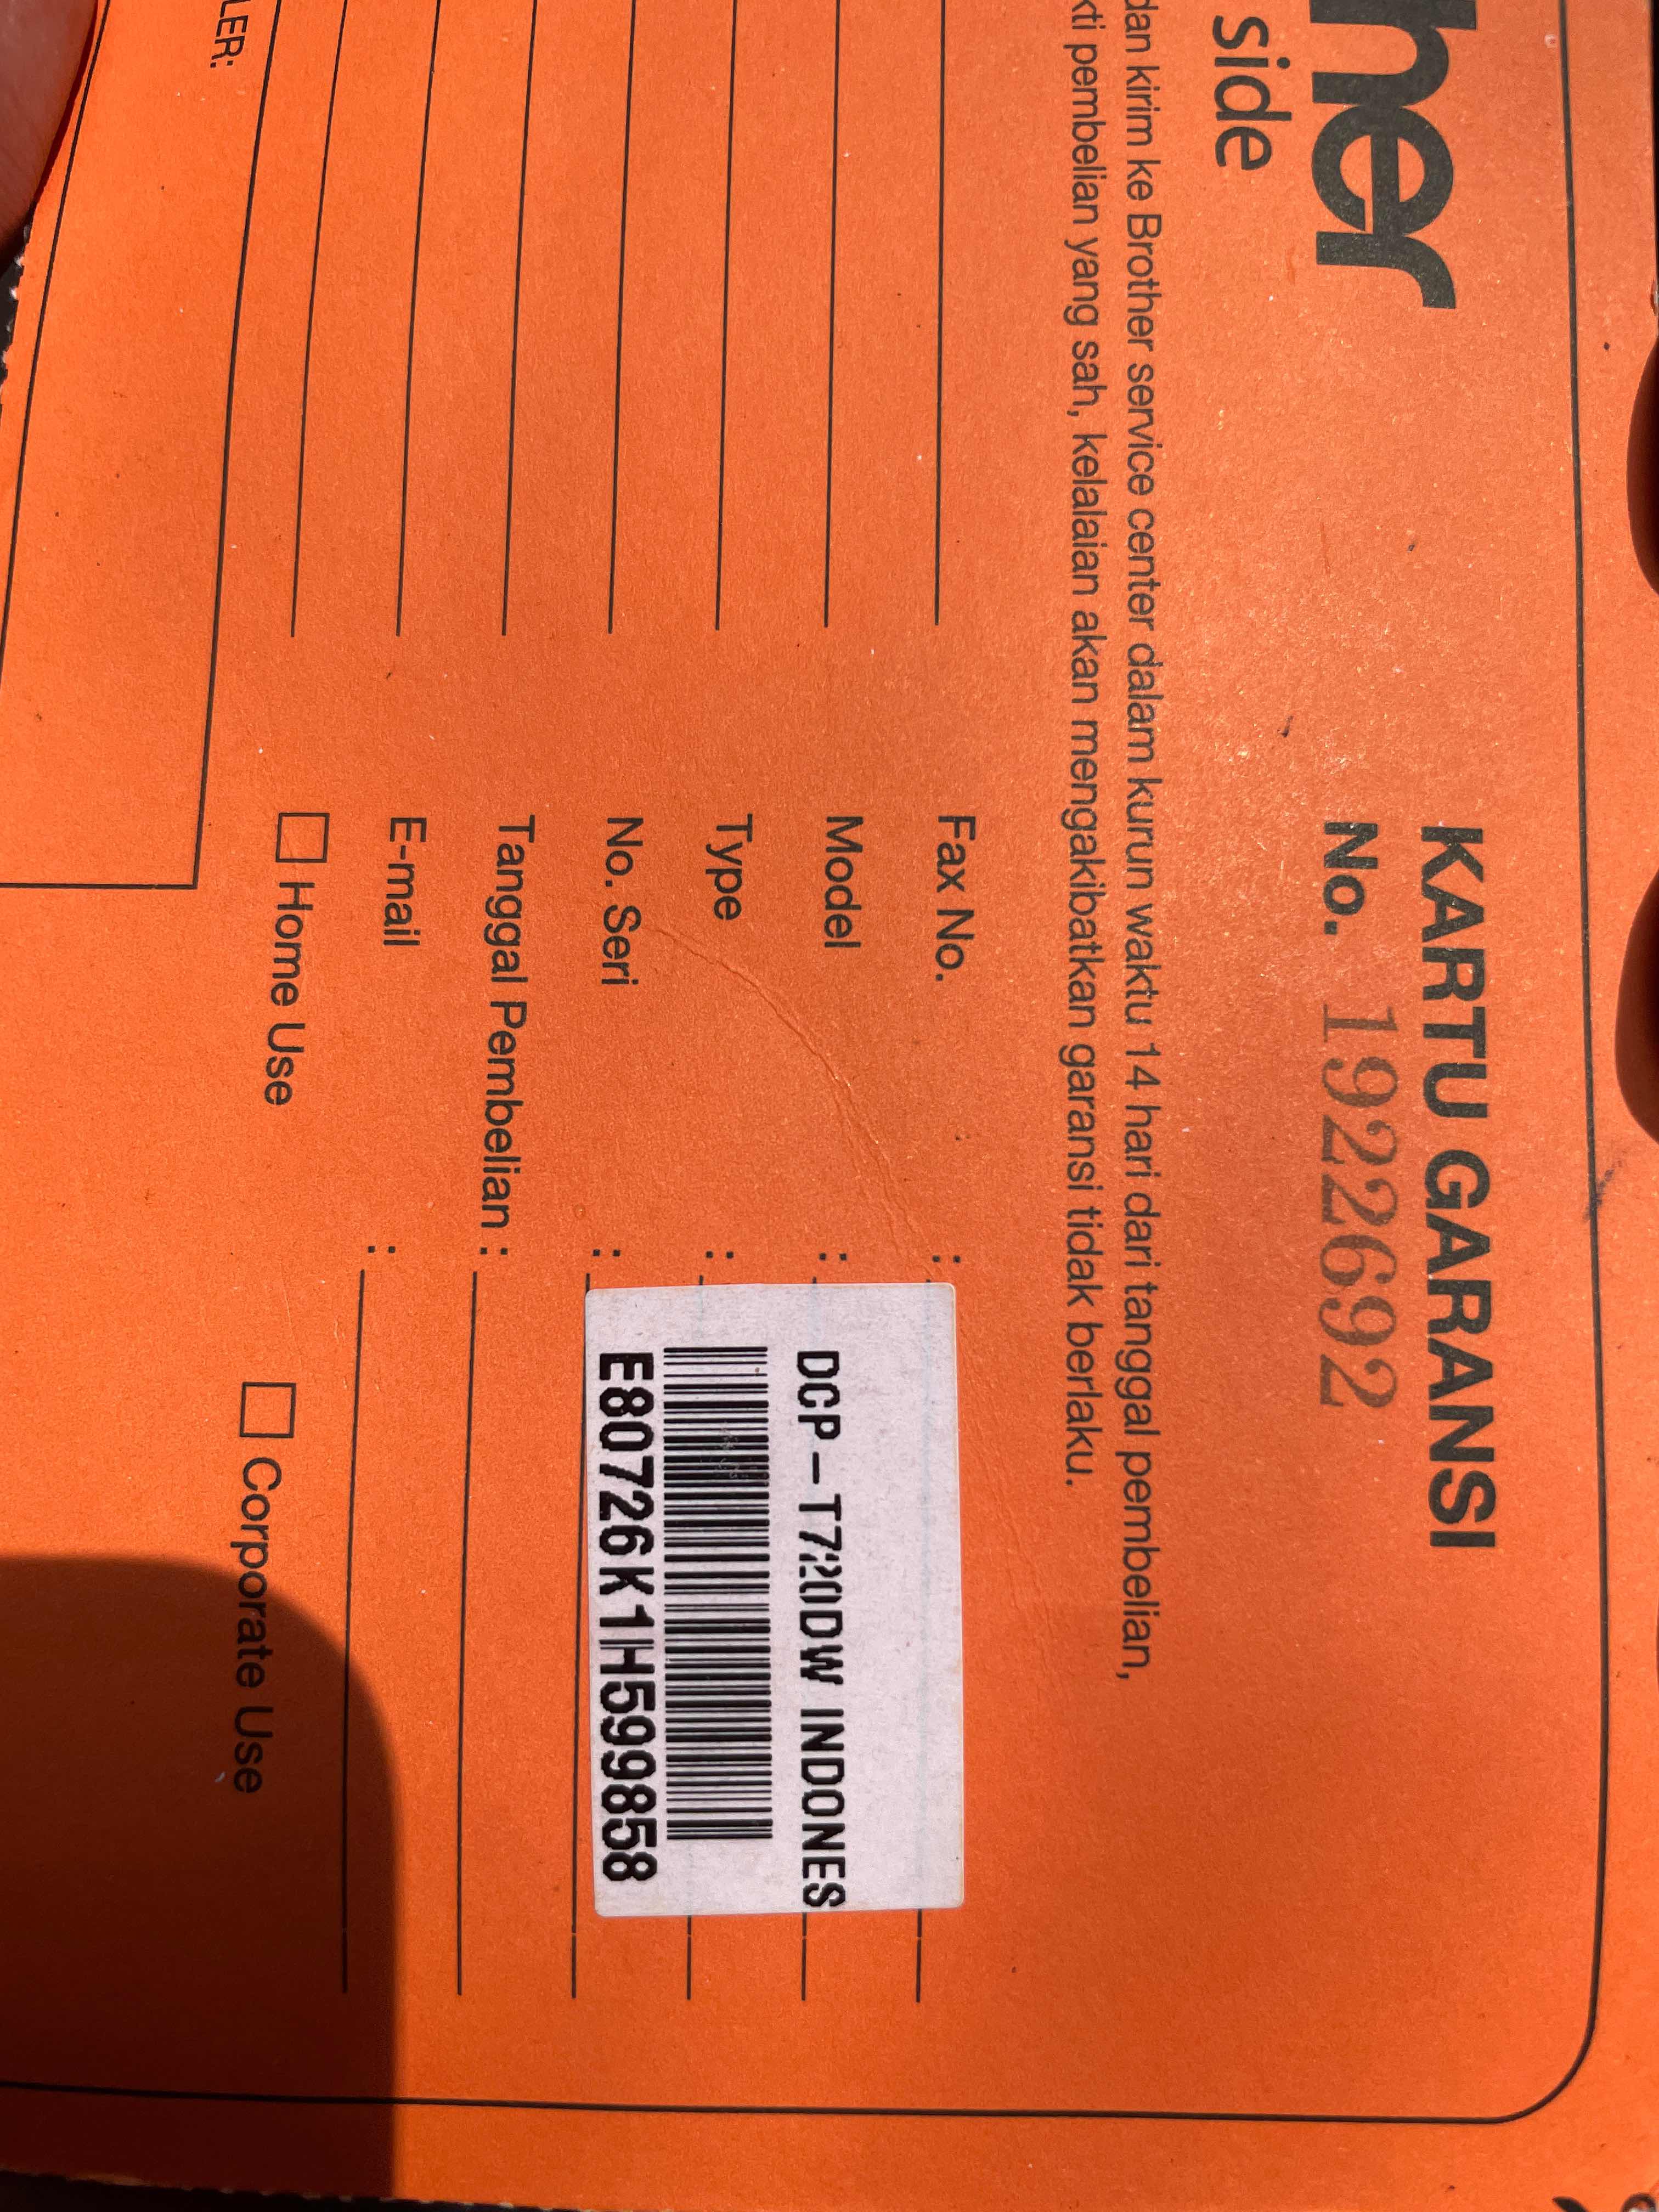 her
side
KARTU GARANSI
No. 1922692
dan kirim ke Brother service center dalam kurun waktu 14 hari dari tanggal pembelian,
kti pembelian yang sah, kelalaian akan mengakibatkan garansi tidak berlaku.
Fax No. :
Model :
Type :
No. Seri :
Tanggal Pembelian :
E-mail :
DCP-T720DW INDONES
E80726K1H599858
Home Use
Corporate Use
LER: